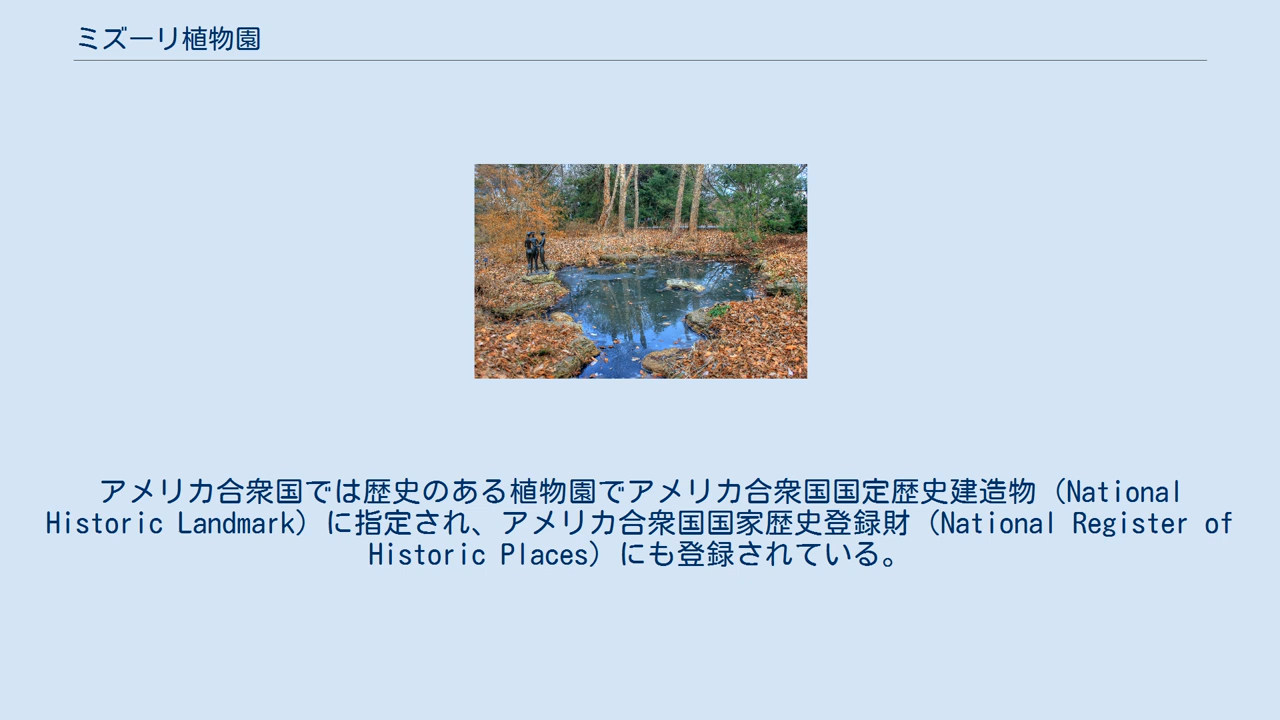 ミズーリ植物園
アメリカ合衆国では歴史のある植物園でアメリカ合衆国国定歴史建造物（National
Historic Landmark）に指定され、アメリカ合衆国国家歴史登録財（National Register of
Historic Places）にも登録されている。